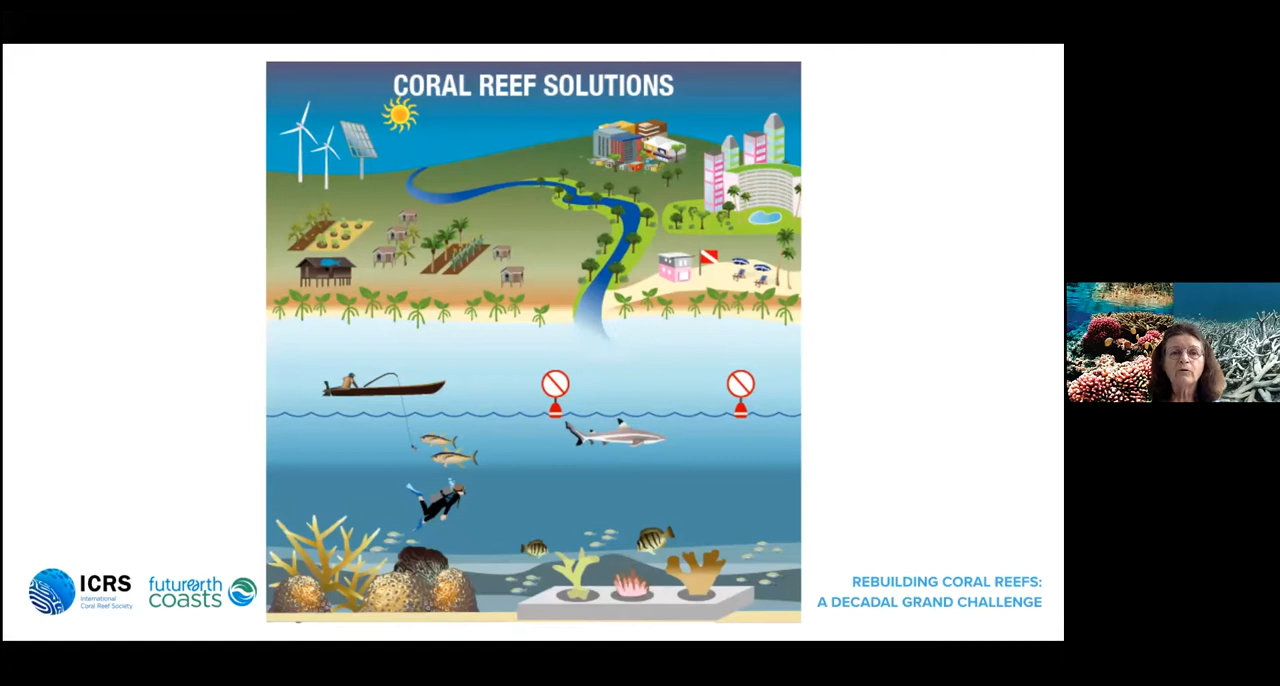 CORAL REEF SOLUTIONS
ICRS
International
Coral Reef Society
futurearth
coasts
REBUILDING CORAL REEFS:
A DECADAL GRAND CHALLENGE